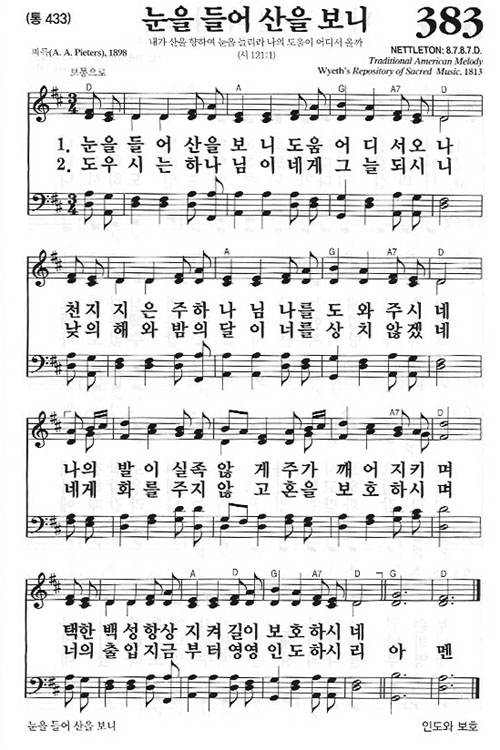 (통 433)
눈을 들어 산을 보니
383
내가 산을 향하여 눈을 들리라 나의 도움이 어디서 올까
(시 121:1)
피득(A. A. Pieters), 1898
NETTLETON: 8.7.8.7.D.
Traditional American Melody
Wyeth's Repository of Sacred Music, 1813
보통으로
D A G A7 D
1. 눈을 들 어 산을 보 니 도움 어 디 서오 나
2. 도우 시 는 하나 님 이 네게 그 늘 되시 니
A G A7 D
천지 지 은 주하 나 님 나를 도 와 주시 네
낮의 해 와 밤의 달 이 너를 상 치 않겠 네
D A D A D
나의 발 이 실족 않 게 주가 깨 어 지키 며
네게 화 를 주지 않 고 혼을 보 호 하시 며
A G A7 D G D
택한 백 성 항상 지 켜 길이 보 호하시 네
너의 출 입 지금 부 터 영영 인 도하시 리 아 멘
눈을 들어 산을 보니
인도와 보호